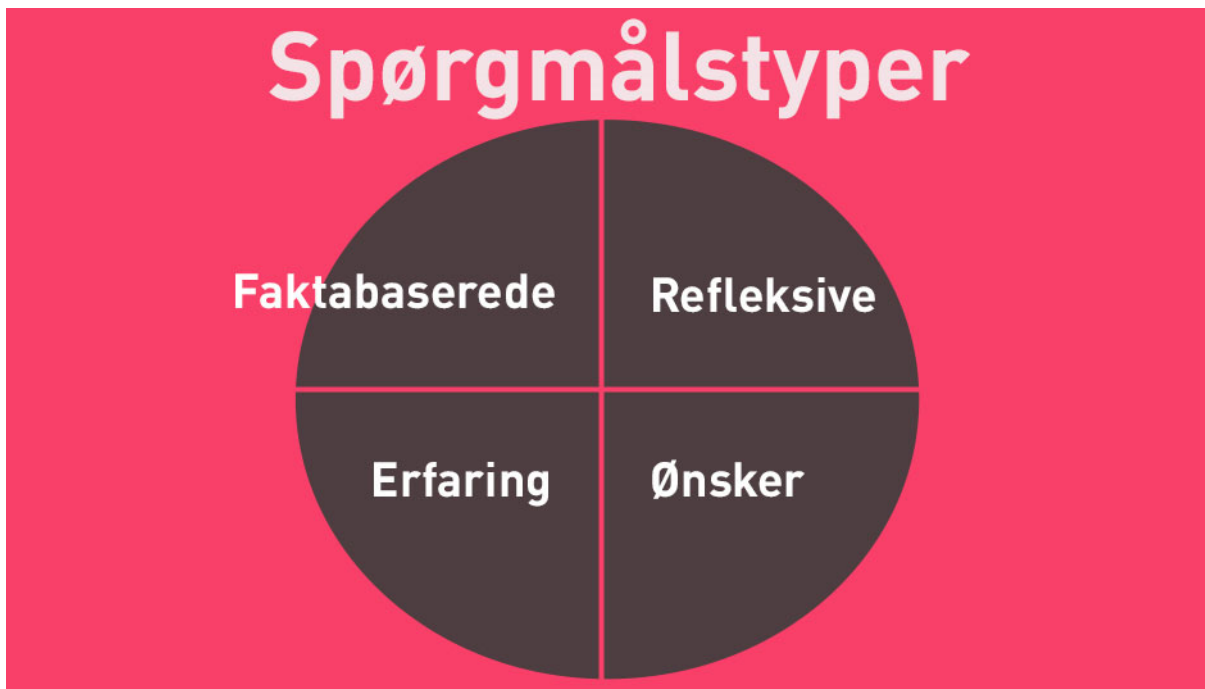 Spørgmålstyper
Faktabaserede
Refleksive
Erfaring
Ønsker